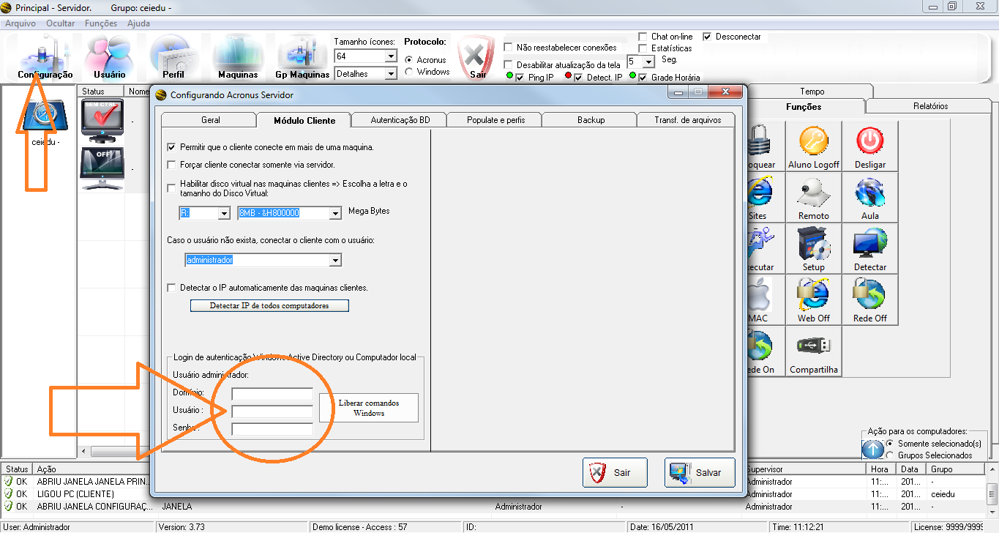 Principal - Servidor.    Grupo: ceiedu -
Arquivo  Ocultar  Funções  Ajuda
Configuração
Usuário
Perfil
Maquinas
Gp Maquinas
Tamanho ícones:
64
Detalhes
Protocolo:
Acronus
Windows
Sair
Não reestabelecer conexões
Desabilitar atualização da tela
Ping IP  Detect. IP  Grade Horária
Chat on-line  Desconectar
Estatísticas
5  Seg.
ceiedu -
Status  Nome
SEM CTRL
-
OFF
-
Configurando Acronus Servidor
Geral  Módulo Cliente  Autenticação BD  Populate e perfis  Backup  Transf. de arquivos
Permitir que o cliente conecte em mais de uma maquina.
Forçar cliente conectar somente via servidor.
Habilitar disco virtual nas maquinas clientes => Escolha a letra e o
tamanho do Disco Virtual:
R:  8MB - &H800000  Mega Bytes
Caso o usuário não exista, conectar o cliente com o usuário:
administrador
Detectar o IP automaticamente das maquinas clientes.
Detectar IP de todos computadores
Login de autenticação Windows Active Directory ou Computador local
Usuário administrador:
Domínio:
Usuário :
Senha :
Liberar comandos
Windows
Sair  Salvar
Tempo
Funções  Relatórios
oquear  Aluno Logoff  Desligar
Sites  Remoto  Aula
xecutar  Setup  Detectar
MAC  Web Off  Rede Off
ede On  Compartilha
Ação para os computadores:
Somente selecionado(s)
Grupos Selecionados
Status  Ação  Supervisor  Hora  Data  Grupo
OK  ABRIU JANELA JANELA PRIN...  Administrador  11:...  201...  -
OK  LIGOU PC (CLIENTE)  Administrador  11:...  201...  ceiedu
OK  ABRIU JANELA CONFIGURAÇ...  JANELA  Administrador  -  Administrador  11:...  201...  -
User: Administrador  Version: 3.73  Demo license - Access : 57  ID:  Date: 16/05/2011  Time: 11:12:21  License: 9999/9999